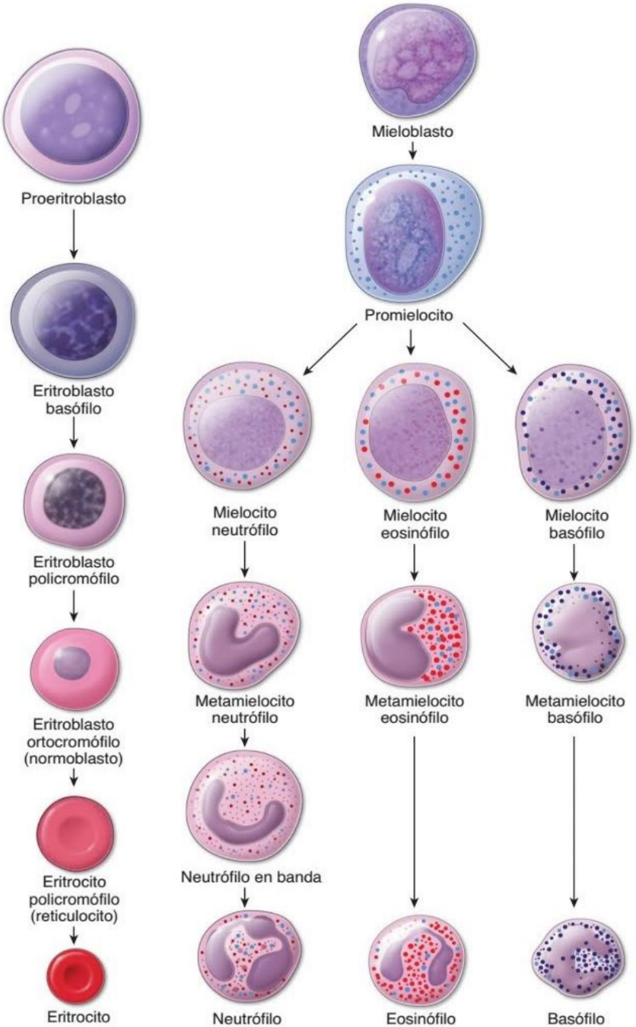 Proeritroblasto
Eritroblasto
basófilo
Eritroblasto
policromófilo
Eritroblasto
ortocromófilo
(normoblasto)
Eritrocito
policromófilo
(reticulocito)
Eritrocito
Mieloblasto
Promielocito
Mielocito
neutrófilo
Mielocito
eosinófilo
Mielocito
basófilo
Metamielocito
neutrófilo
Metamielocito
eosinófilo
Metamielocito
basófilo
Neutrófilo en banda
Neutrófilo
Eosinófilo
Basófilo